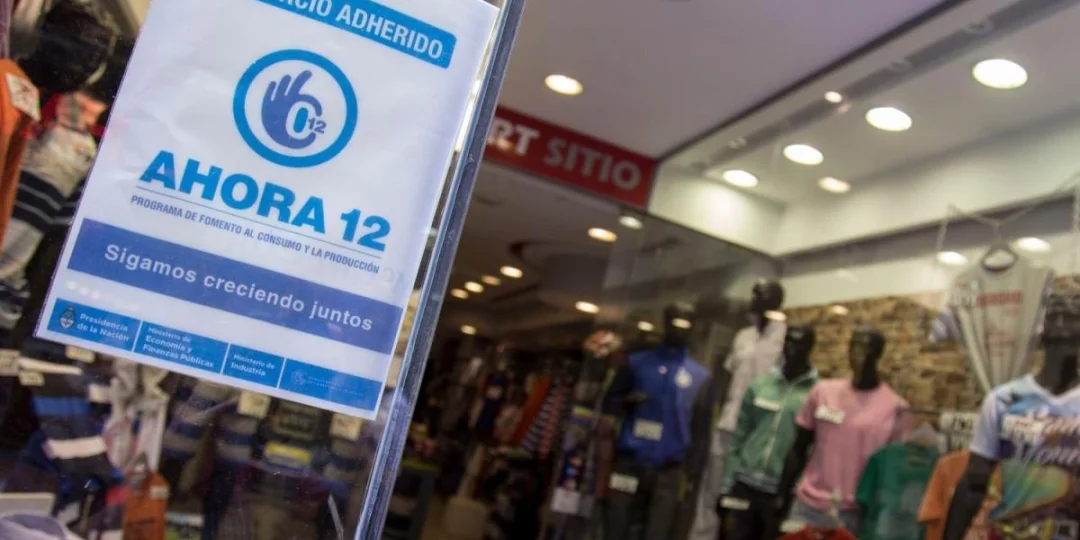 ADHERIDO
12
AHORA 12
PROGRAMA DE FOMENTO AL CONSUMO Y LA PRODUCCIÓN
Sigamos creciendo juntos
Presidencia
de la Nación
Ministerio de
Economía y
Finanzas Públicas
Ministerio de
Industria
SITIO